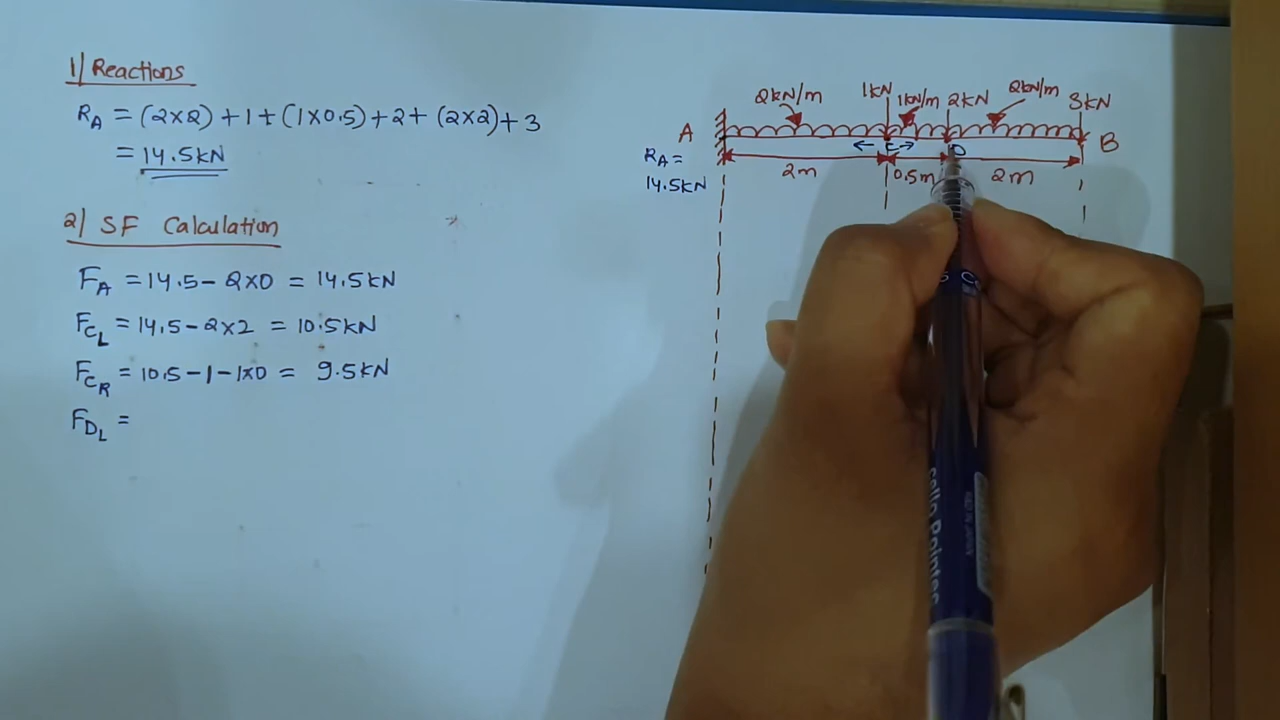 1) Reactions
RA = (2×2) + 1 + (1×0.5) + 2 + (2×2) + 3
= 14.5kN
2) SF Calculation
FA = 14.5 - 2×0 = 14.5kN
FCL = 14.5 - 2×2 = 10.5kN
FCR = 10.5 - 1 - 1×0 = 9.5kN
FDL =
2kN/m 1kN 1kN/m 2kN 2kN/m 3kN
A C D B
RA =
14.5kN
2m 0.5m 2m
cello Pointec